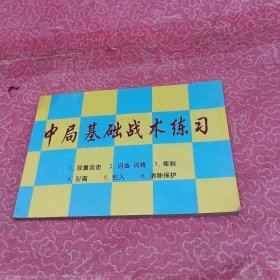 中局基础战术练习
1、双重攻击 2、闪击 闪将 3、牵制
4、引离 5、引入 6、消除保护